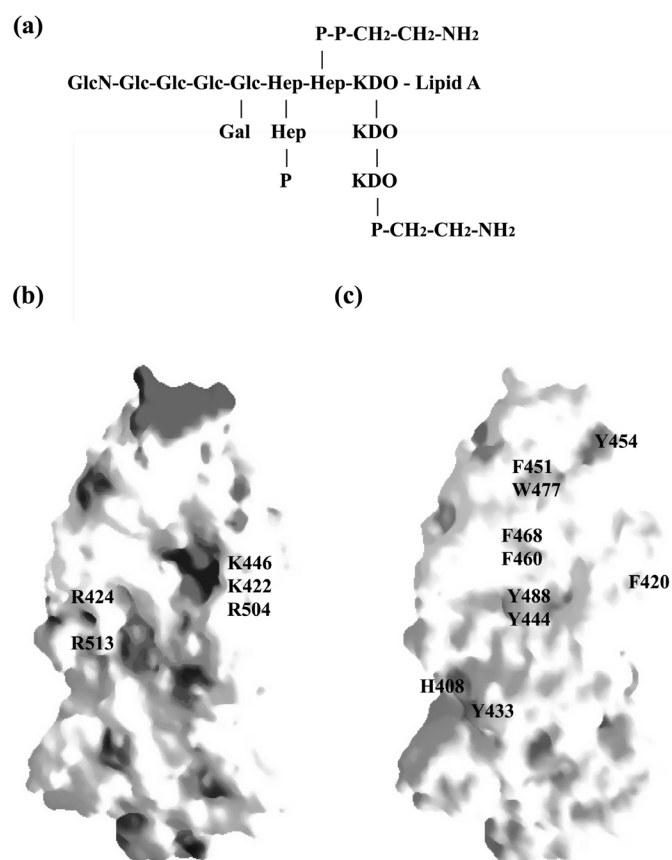 (a)
P-P-CH2-CH2-NH2
|
GlcN-Glc-Glc-Glc-Glc-Hep-Hep-KDO - Lipid A
| | |
Gal Hep KDO
| |
P KDO
|
P-CH2-CH2-NH2
(b) (c)
Y454
F451
W477
F468
K446 F460
K422 F420
R424 R504 Y488
Y444
R513
H408
Y433